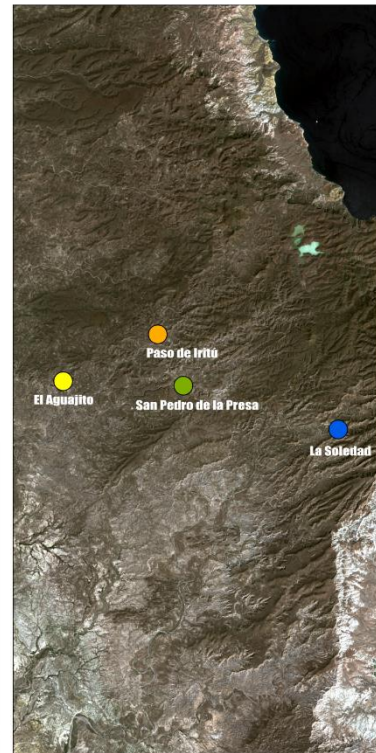 Paso de Iritú
El Aguajito
San Pedro de la Presa
La Soledad